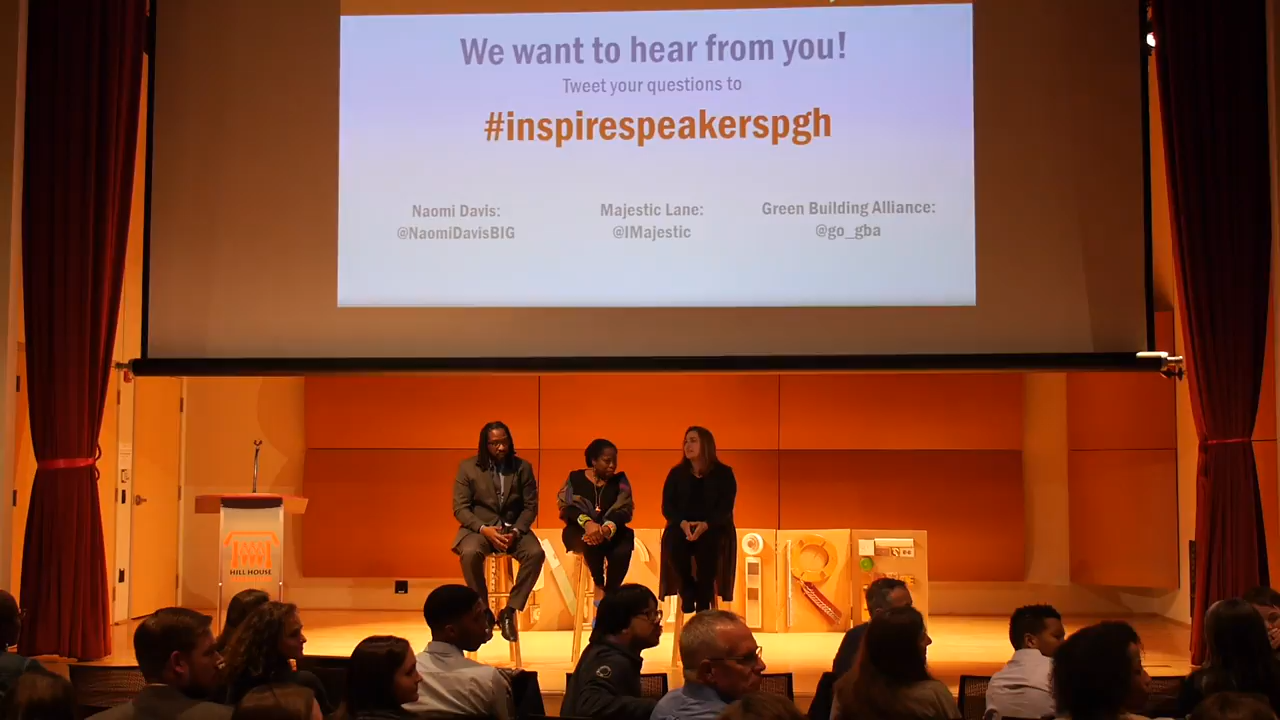 We want to hear from you!
Tweet your questions to
#inspirespeakerspgh
Naomi Davis:
@NaomiDavisBIG
Majestic Lane:
@IMajestic
Green Building Alliance:
@go_gba
HILL HOUSE